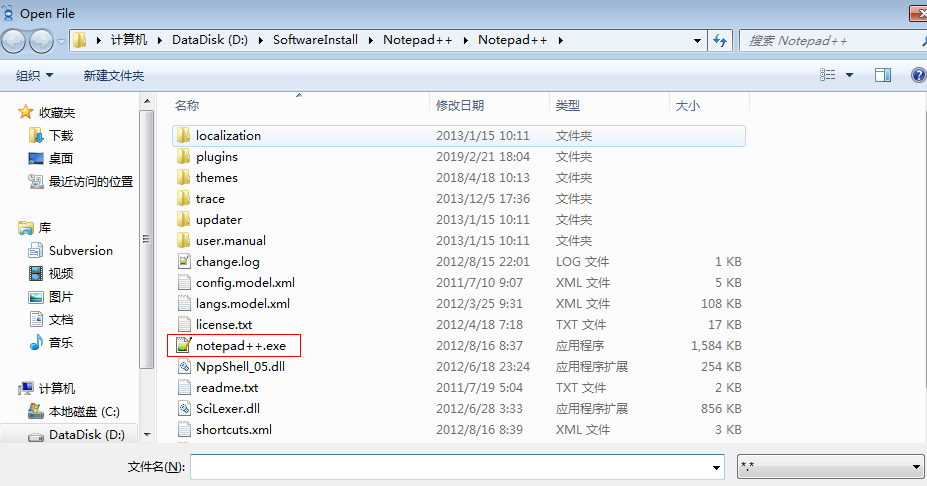 Open File
计算机 DataDisk (D:) SoftwareInstall Notepad++ Notepad++ 搜索 Notepad++
组织 新建文件夹
名称 修改日期 类型 大小
收藏夹
下载
桌面
最近访问的位置
库
Subversion
视频
图片
文档
音乐
计算机
本地磁盘 (C:)
DataDisk (D:)
localization 2013/1/15 10:11 文件夹
plugins 2019/2/21 18:04 文件夹
themes 2018/4/18 10:13 文件夹
trace 2013/12/5 17:36 文件夹
updater 2013/1/15 10:11 文件夹
user.manual 2013/1/15 10:11 文件夹
change.log 2012/8/15 22:01 LOG 文件 1 KB
config.model.xml 2011/7/10 9:07 XML 文件 5 KB
langs.model.xml 2012/3/25 9:31 XML 文件 108 KB
license.txt 2012/4/18 7:18 TXT 文件 17 KB
notepad++.exe 2012/8/16 8:37 应用程序 1,584 KB
NppShell_05.dll 2012/6/18 23:24 应用程序扩展 254 KB
readme.txt 2011/7/19 5:04 TXT 文件 2 KB
SciLexer.dll 2012/6/28 3:33 应用程序扩展 856 KB
shortcuts.xml 2012/8/16 8:39 XML 文件 3 KB
文件名(N): *.*